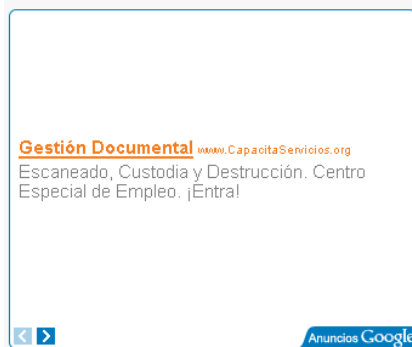 Gestión Documental www.CapacitaServicios.org
Escaneado, Custodia y Destrucción. Centro
Especial de Empleo. ¡Entra!
Anuncios Google